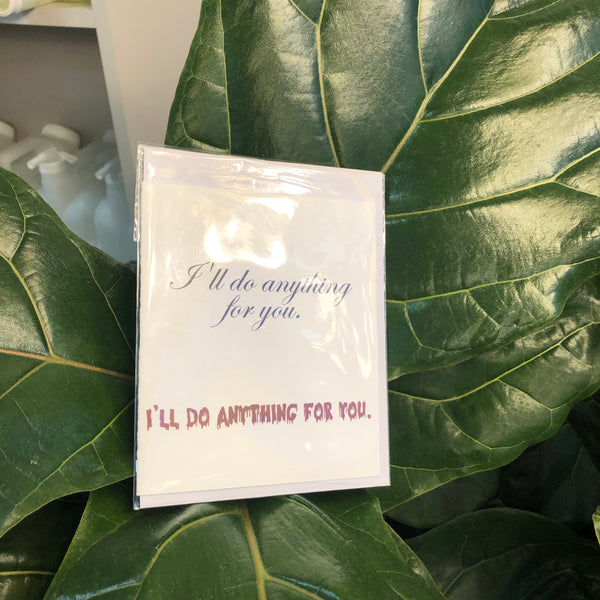 I'll do anything
for you.
I'LL DO ANYTHING FOR YOU.